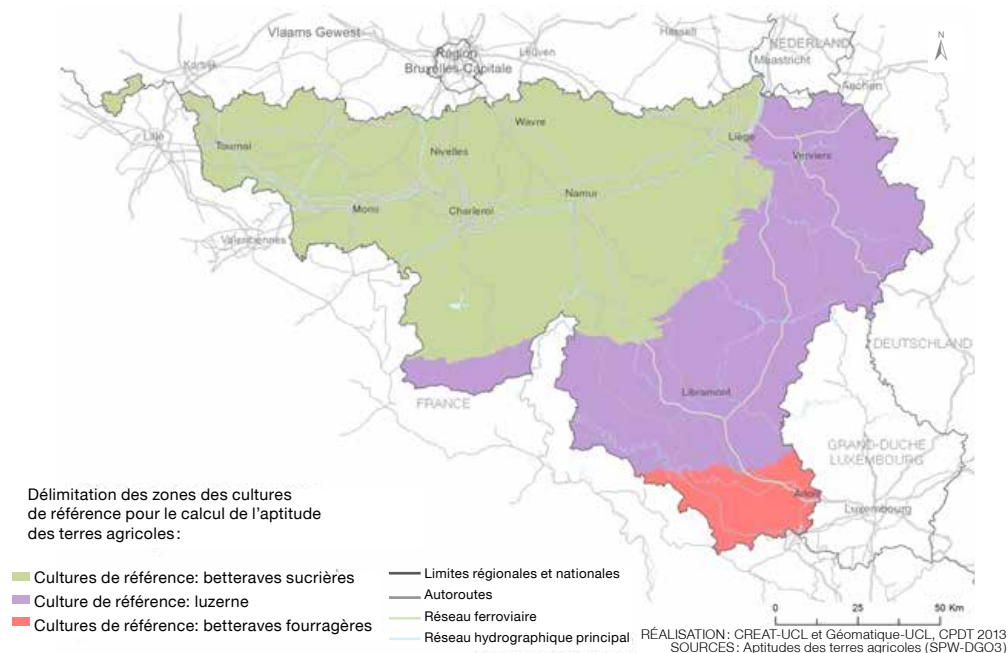 Vlaams Gewest
Hasselt
NEDERLAND
N
Région
Bruxelles-Capitale
Leuven
Maastricht
Kortrijk
Aachen
Lille
Wavre
Tournai
Liège
Nivelles
Verviers
Namur
Mons
Charleroi
Valenciennes
DEUTSCHLAND
Libramont
FRANCE
GRAND-DUCHE
LUXEMBOURG
Arlon
Luxembourg
Délimitation des zones des cultures
de référence pour le calcul de l'aptitude
des terres agricoles :
Cultures de référence: betteraves sucrières
Culture de référence: luzerne
Cultures de référence: betteraves fourragères
Limites régionales et nationales
Autoroutes
Réseau ferroviaire
Réseau hydrographique principal
0 25 50 Km
RÉALISATION : CREAT-UCL et Géomatique-UCL, CPDT 2013
SOURCES : Aptitudes des terres agricoles (SPW-DGO3)